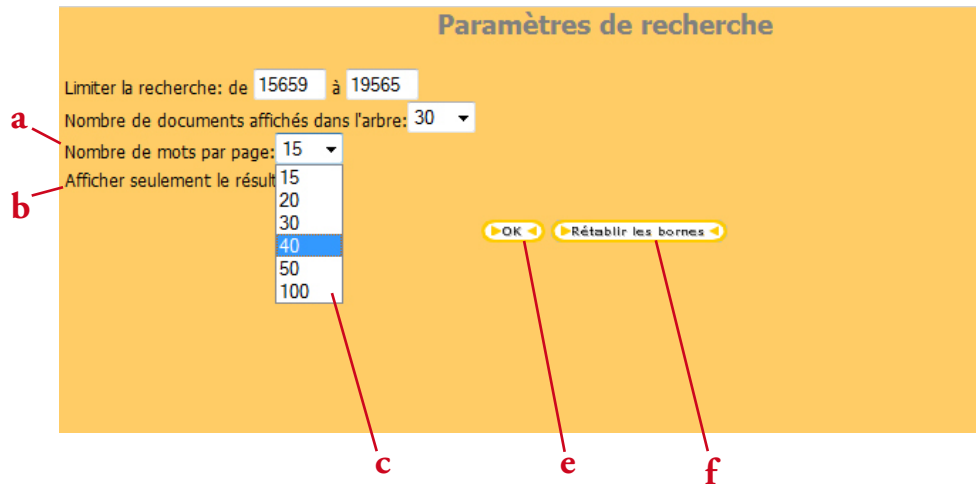 Paramètres de recherche
Limiter la recherche: de 15659 à 19565
a
Nombre de documents affichés dans l'arbre: 30
Nombre de mots par page: 15
b
Afficher seulement le résult
15
20
30
40
50
100
OK
Rétablir les bornes
c
e
f